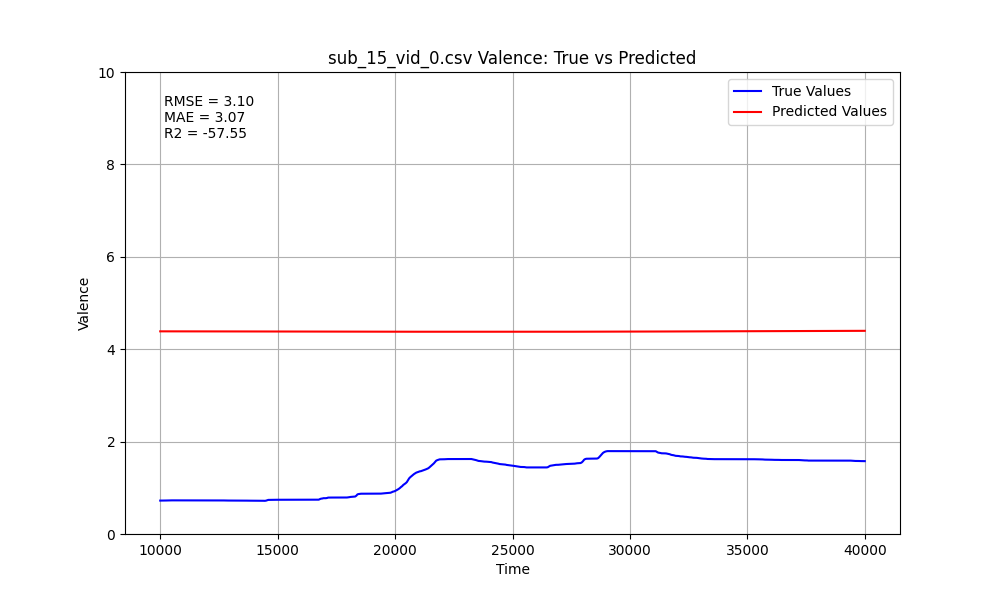 sub_15_vid_0.csv Valence: True vs Predicted
10
8
6
4
2
0
Valence
RMSE = 3.10
MAE = 3.07
R2 = -57.55
True Values
Predicted Values
10000 15000 20000 25000 30000 35000 40000
Time